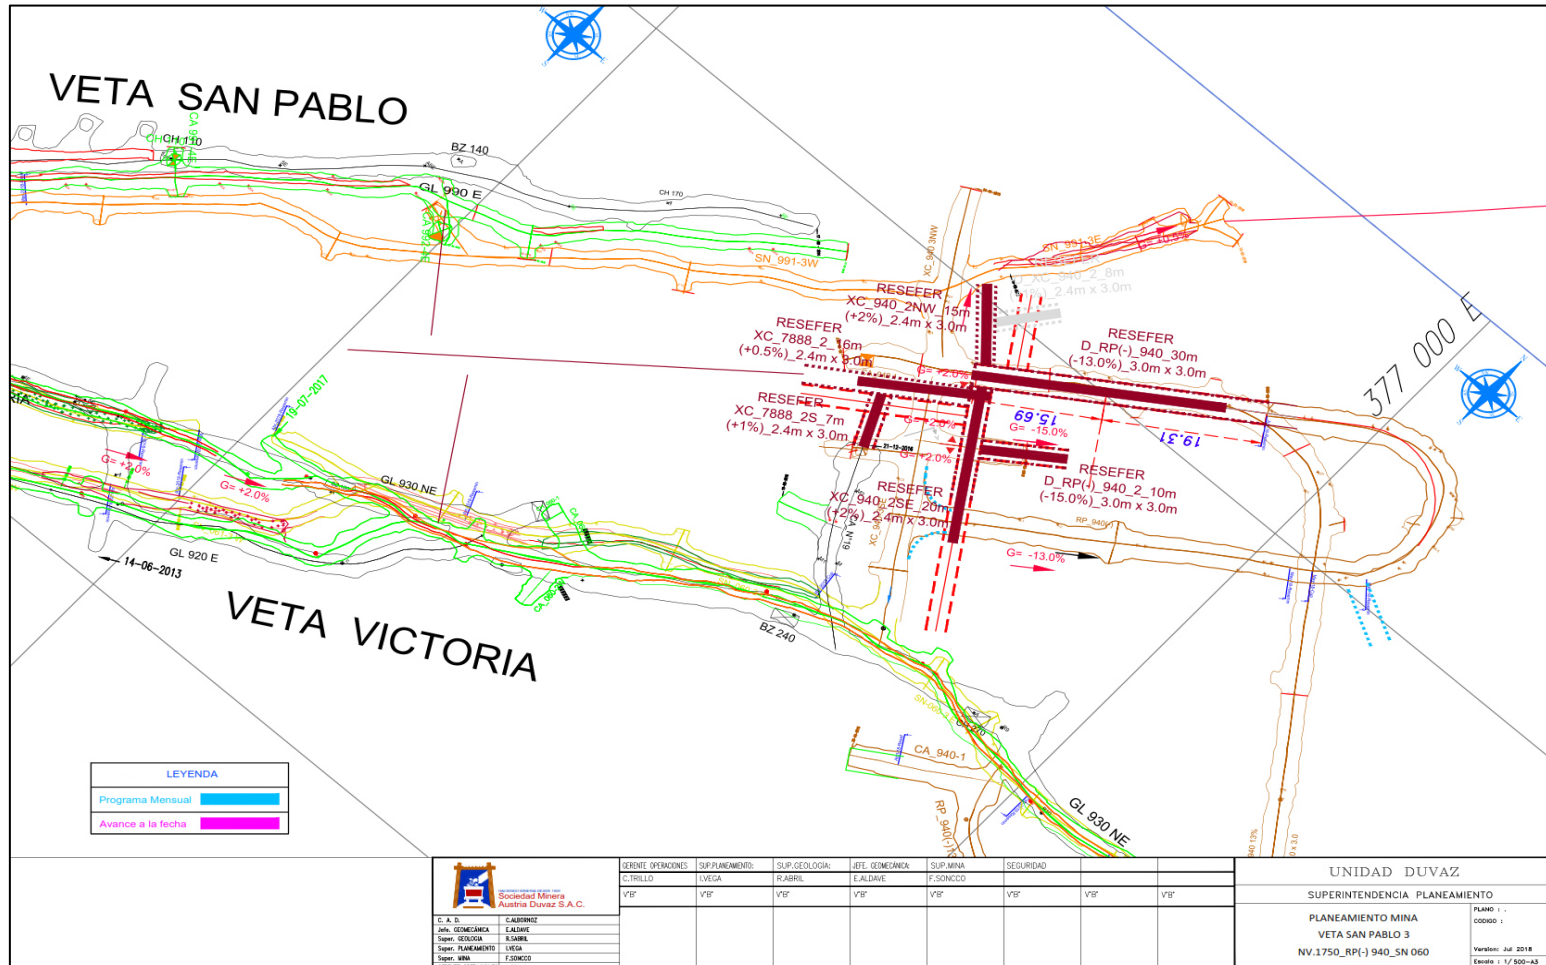 VETA SAN PABLO
CH 110
BZ 140
GL 990 E
CH 170
SN_991-3W
XC_940 3NW
SN_991-3E
G= +0.5%
XC_940_2_8m
2.4m x 3.0m
RESEFER
XC_940_2NW_15m
(+2%)_2.4m x 3.0m
RESEFER
XC_7888_2_16m
(+0.5%)_2.4m x 3.0m
RESEFER
D_RP(-)_940_30m
(-13.0%)_3.0m x 3.0m
377 000 E
G= +2.0%
RESEFER
XC_7888_2S_7m
(+1%)_2.4m x 3.0m
G= +2.0%
15.69
G= -15.0%
19.31
21-12-2016
G= +2.0%
RESEFER
D_RP(-)_940_2_10m
(-15.0%)_3.0m x 3.0m
RESEFER
XC_940_2SE_20m
(+2%)_2.4m x 3.0m
RP_940(-)
G= -13.0%
CA N°19
19-07-2017
G= +2.0%
G= +2.0%
GL 930 NE
GL 920 E
14-06-2013
VETA VICTORIA
BZ 240
CA_940-1
GL 930 NE
LEYENDA
Programa Mensual
Avance a la fecha
Sociedad Minera
Austria Duvaz S.A.C.
C. A. D. C.ALBORNOZ
Jefe. GEOMECÁNICA E.ALDAVE
Super. GEOLOGIA R.SABRIL
Super. PLANEAMIENTO I.VEGA
Super. MINA F.SONCCO
GERENTE OPERACIONES SUP.PLANEAMIENTO: SUP.GEOLOGÍA: JEFE. GEOMECÁNICA: SUP.MINA SEGURIDAD
C.TRILLO I.VEGA R.ABRIL E.ALDAVE F.SONCCO
V°B° V°B° V°B° V°B° V°B° V°B° V°B° V°B°
UNIDAD DUVAZ
SUPERINTENDENCIA PLANEAMIENTO
PLANEAMIENTO MINA
VETA SAN PABLO 3
NV.1750_RP(-) 940_SN 060
PLANO : .
CODIGO :
Version: Jul 2018
Escala : 1/ 500-A3